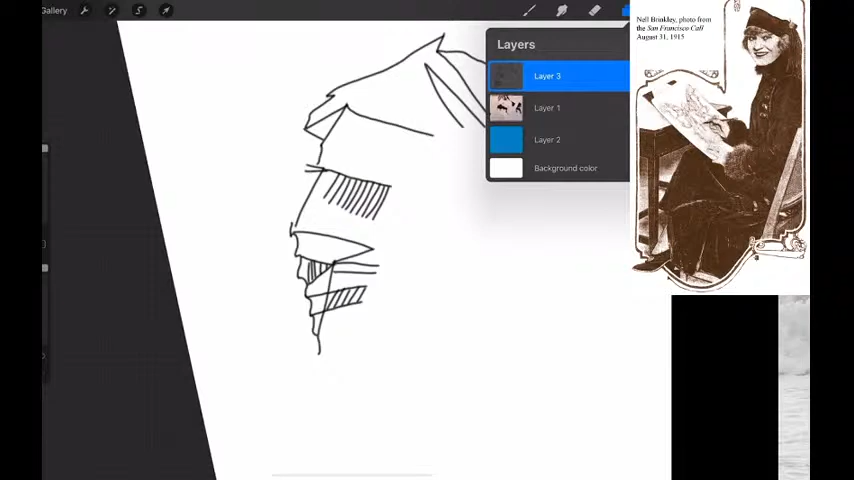 Gallery
Layers
Layer 3
Layer 1
Layer 2
Background color
Nell Brinkley, photo from
the San Francisco Call
August 31, 1915